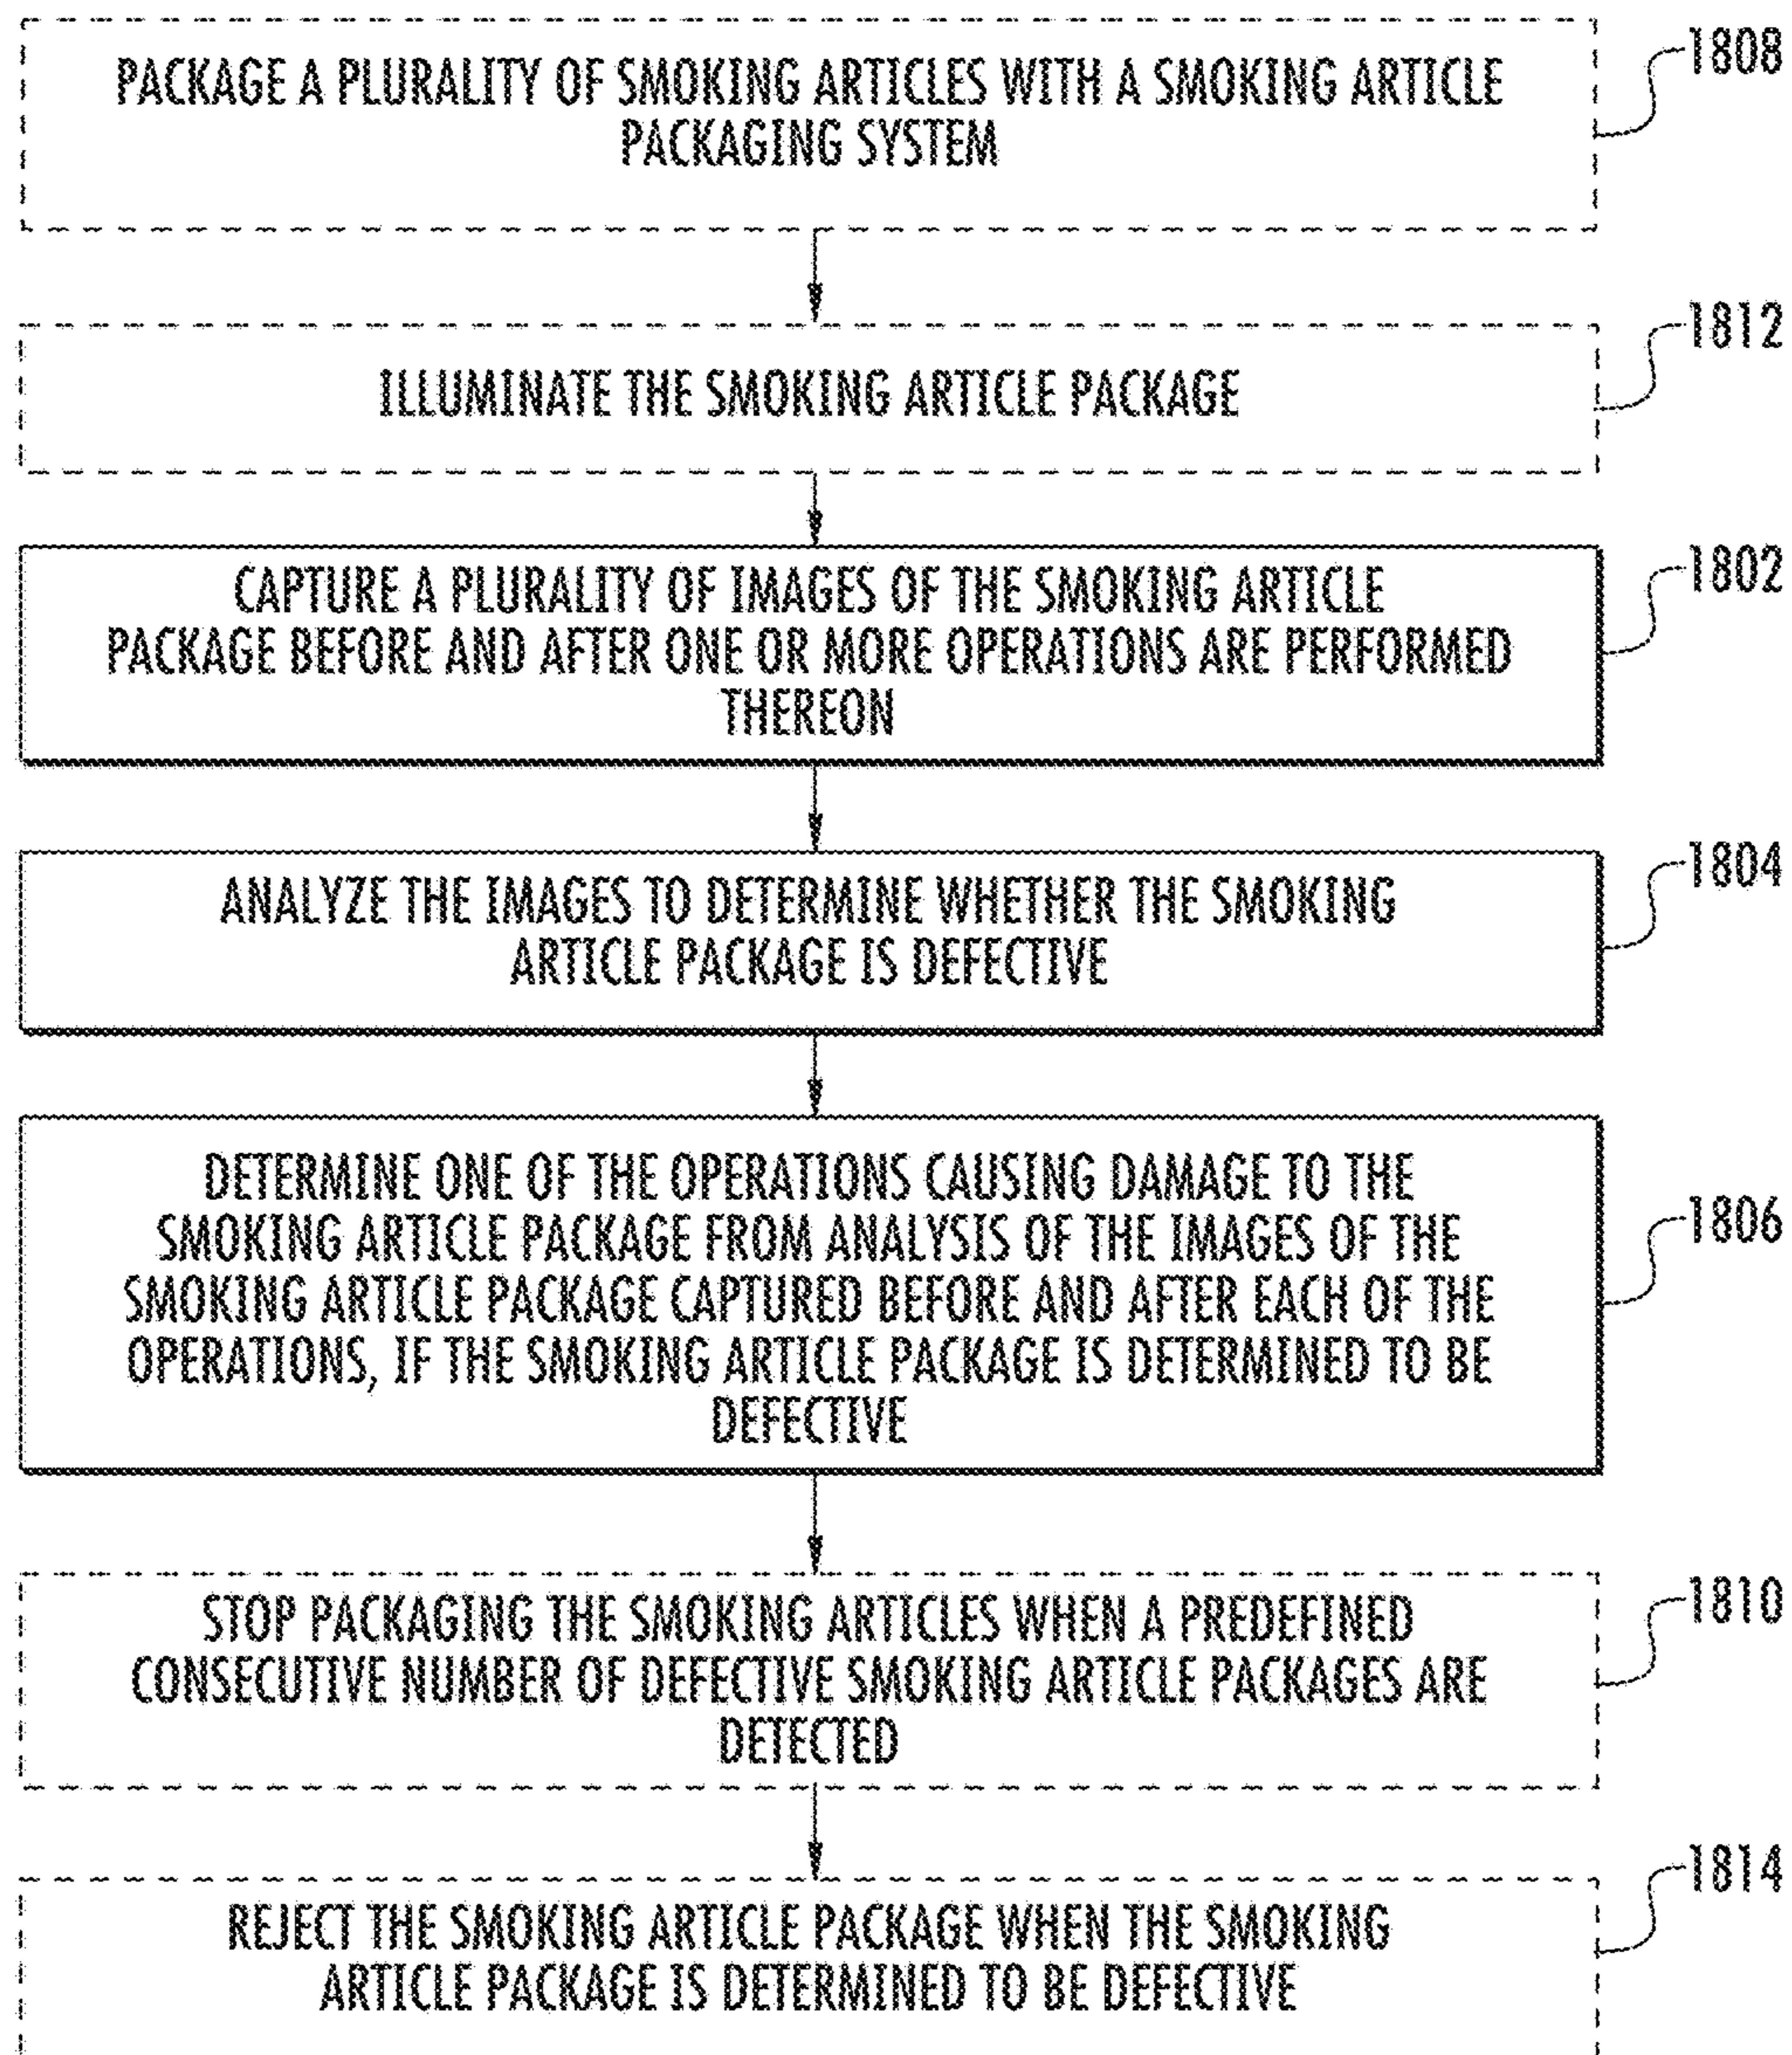 PACKAGE A PLURALITY OF SMOKING ARTICLES WITH A SMOKING ARTICLE
PACKAGING SYSTEM
1808
ILLUMINATE THE SMOKING ARTICLE PACKAGE
1812
CAPTURE A PLURALITY OF IMAGES OF THE SMOKING ARTICLE
PACKAGE BEFORE AND AFTER ONE OR MORE OPERATIONS ARE PERFORMED
THEREON
1802
ANALYZE THE IMAGES TO DETERMINE WHETHER THE SMOKING
ARTICLE PACKAGE IS DEFECTIVE
1804
DETERMINE ONE OF THE OPERATIONS CAUSING DAMAGE TO THE
SMOKING ARTICLE PACKAGE FROM ANALYSIS OF THE IMAGES OF THE
SMOKING ARTICLE PACKAGE CAPTURED BEFORE AND AFTER EACH OF THE
OPERATIONS, IF THE SMOKING ARTICLE PACKAGE IS DETERMINED TO BE
DEFECTIVE
1806
STOP PACKAGING THE SMOKING ARTICLES WHEN A PREDEFINED
CONSECUTIVE NUMBER OF DEFECTIVE SMOKING ARTICLE PACKAGES ARE
DETECTED
1810
REJECT THE SMOKING ARTICLE PACKAGE WHEN THE SMOKING
ARTICLE PACKAGE IS DETERMINED TO BE DEFECTIVE
1814